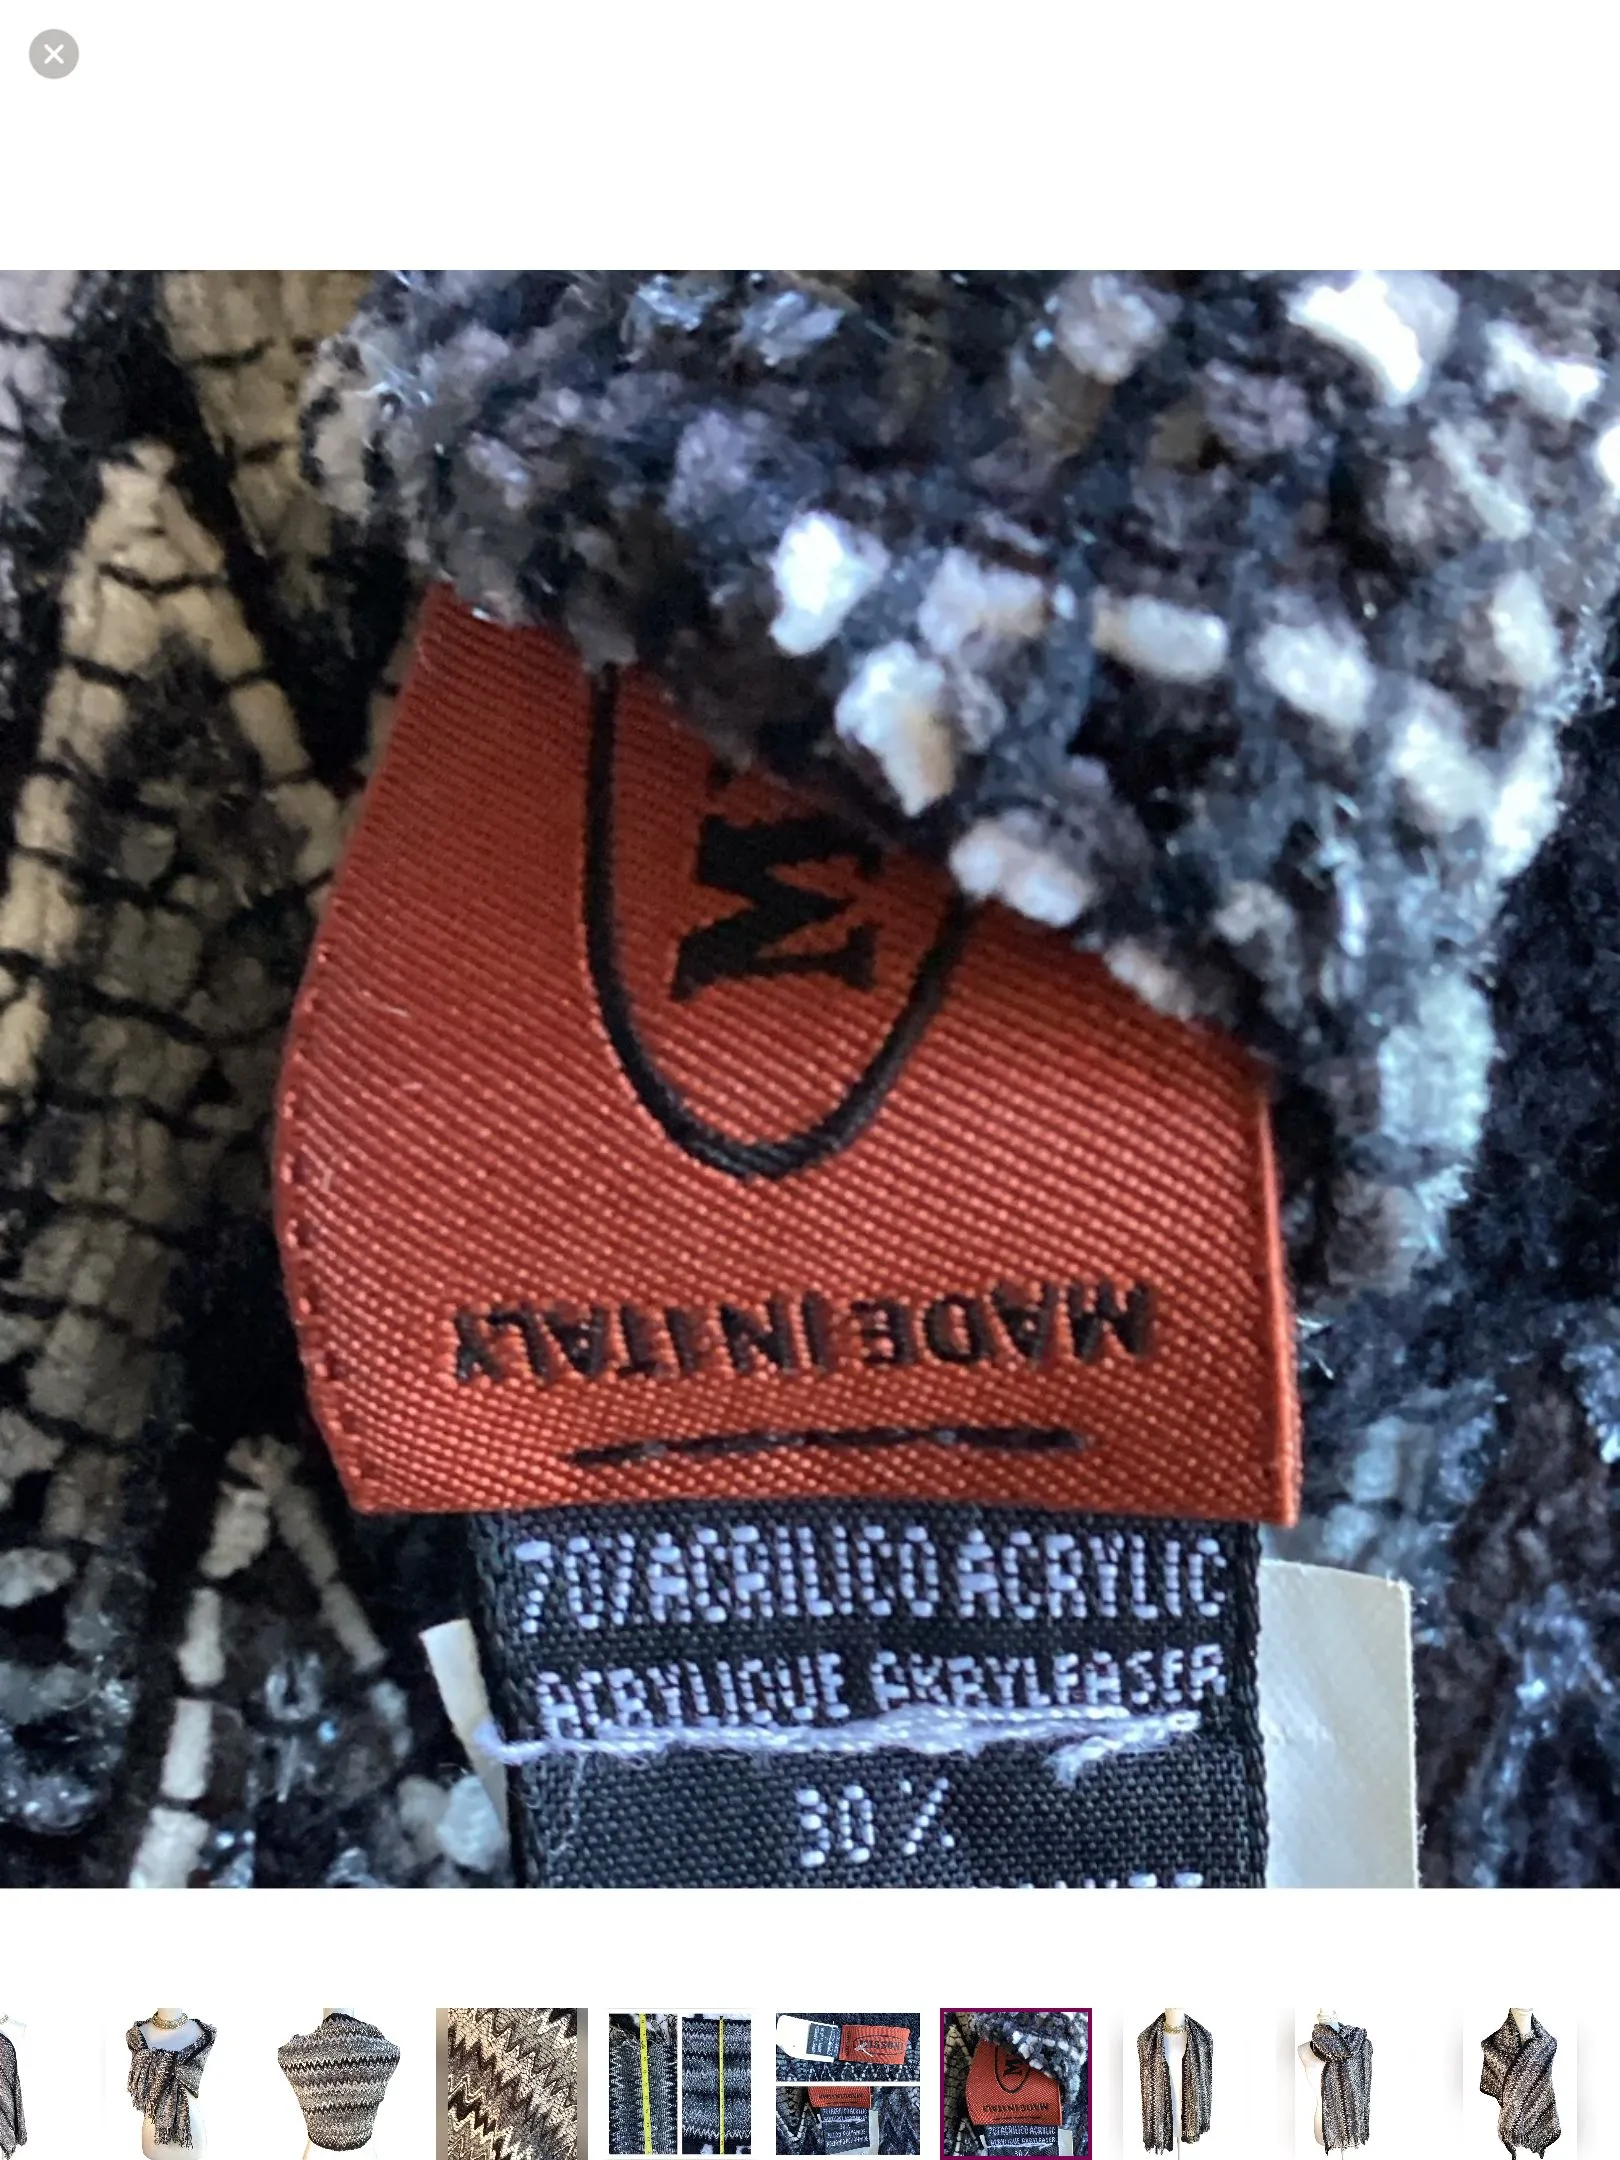 M
MADE IN ITALY
70% ACRILICO ACRYLIC
ACRYLIQUE AKRYLFASER
30%